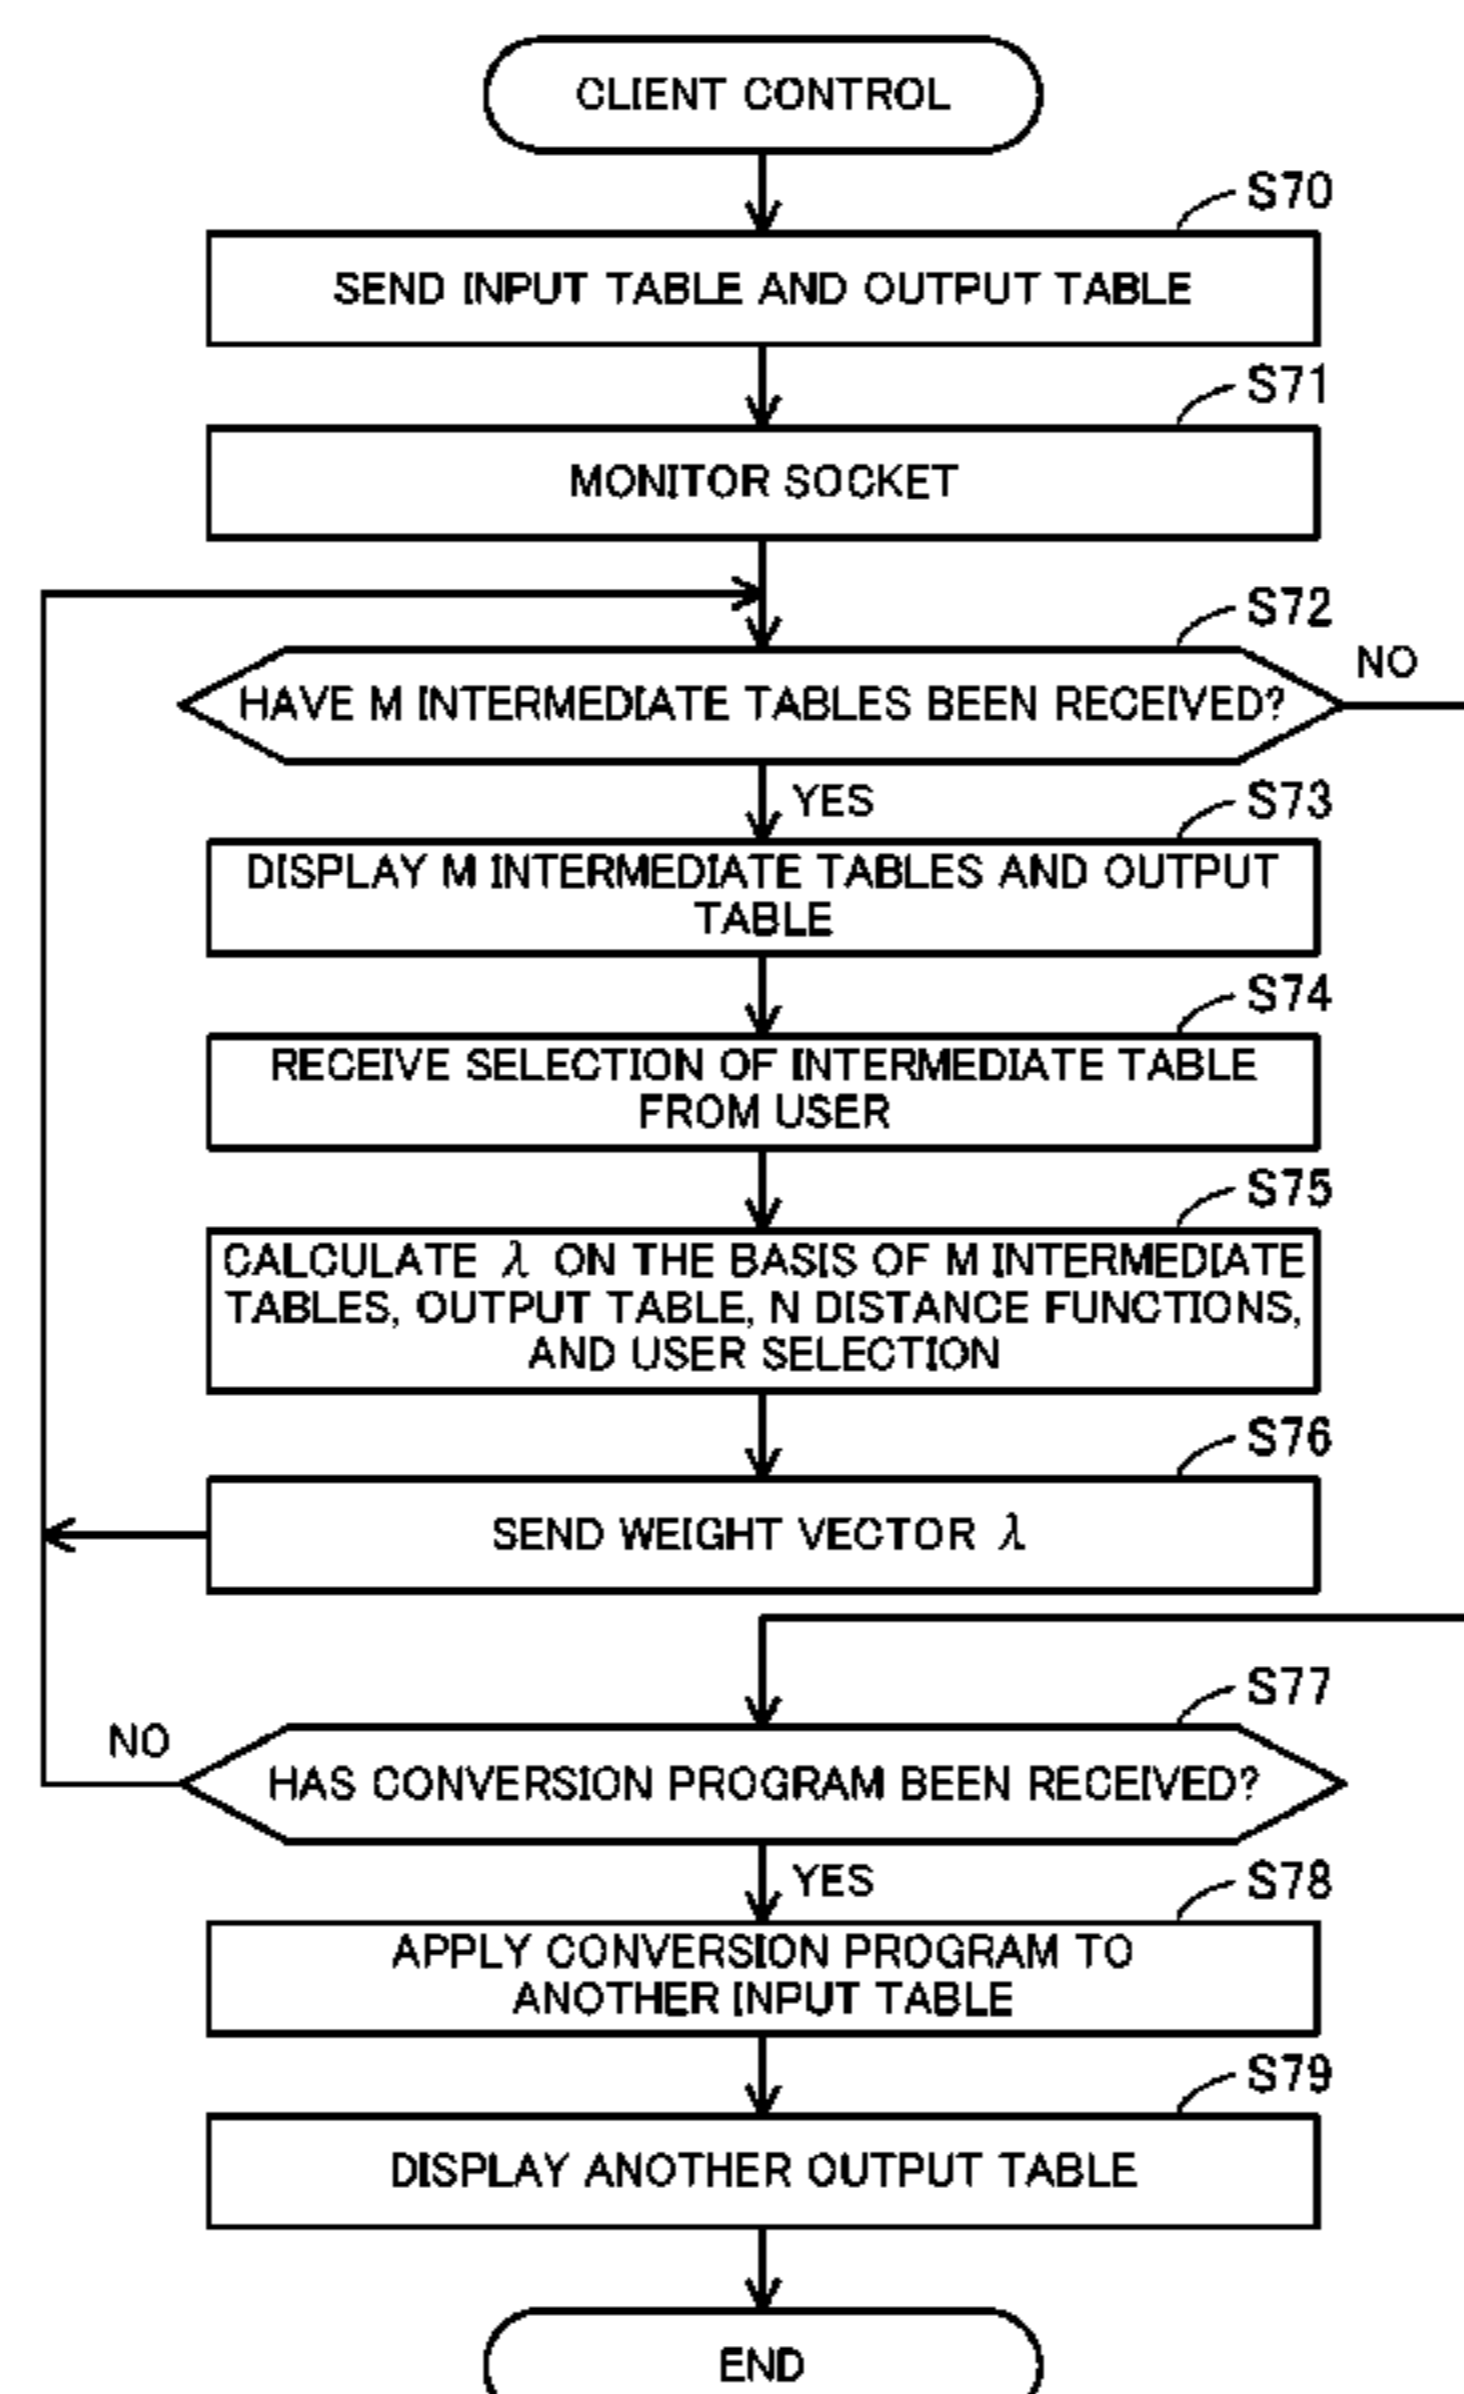 CLIENT CONTROL
S70
SEND INPUT TABLE AND OUTPUT TABLE
S71
MONITOR SOCKET
S72
NO
HAVE M INTERMEDIATE TABLES BEEN RECEIVED?
YES
S73
DISPLAY M INTERMEDIATE TABLES AND OUTPUT
TABLE
S74
RECEIVE SELECTION OF INTERMEDIATE TABLE
FROM USER
S75
CALCULATE λ ON THE BASIS OF M INTERMEDIATE
TABLES, OUTPUT TABLE, N DISTANCE FUNCTIONS,
AND USER SELECTION
S76
SEND WEIGHT VECTOR λ
S77
NO
HAS CONVERSION PROGRAM BEEN RECEIVED?
YES
S78
APPLY CONVERSION PROGRAM TO
ANOTHER INPUT TABLE
S79
DISPLAY ANOTHER OUTPUT TABLE
END